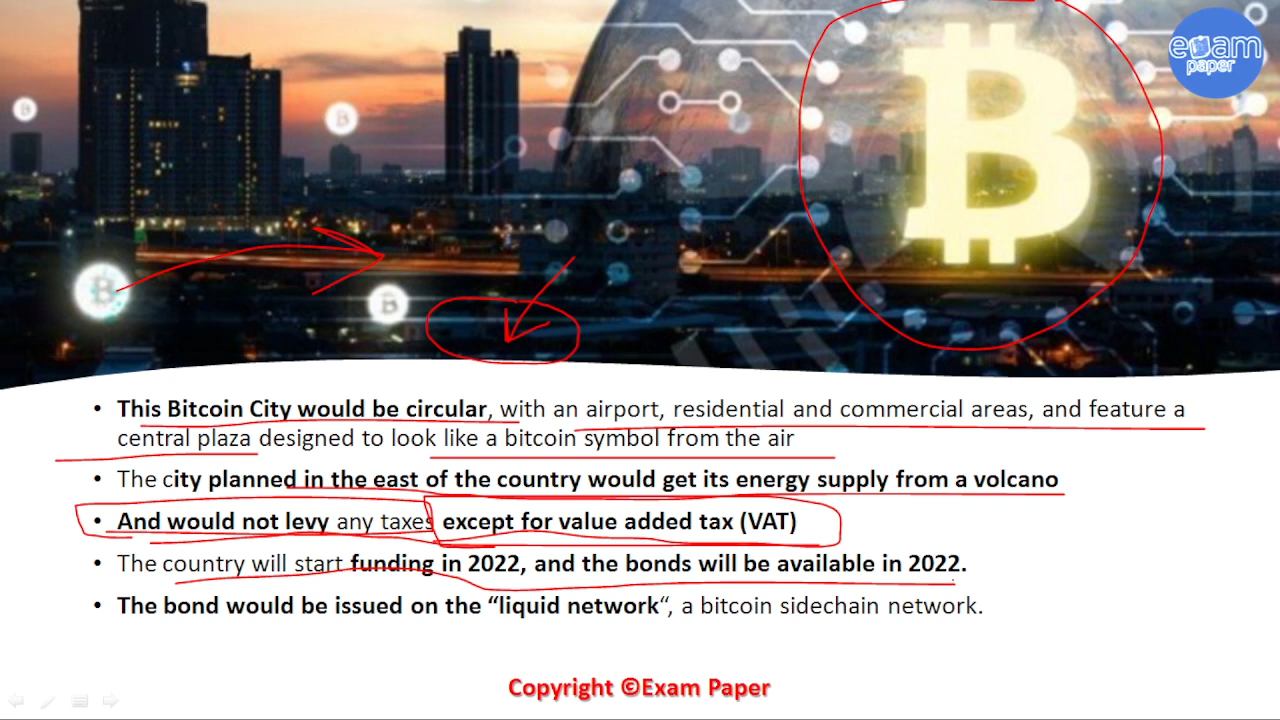 exam
paper
• This Bitcoin City would be circular, with an airport, residential and commercial areas, and feature a
central plaza designed to look like a bitcoin symbol from the air
• The city planned in the east of the country would get its energy supply from a volcano
• And would not levy any taxes except for value added tax (VAT)
• The country will start funding in 2022, and the bonds will be available in 2022.
• The bond would be issued on the “liquid network“, a bitcoin sidechain network.
Copyright ©Exam Paper